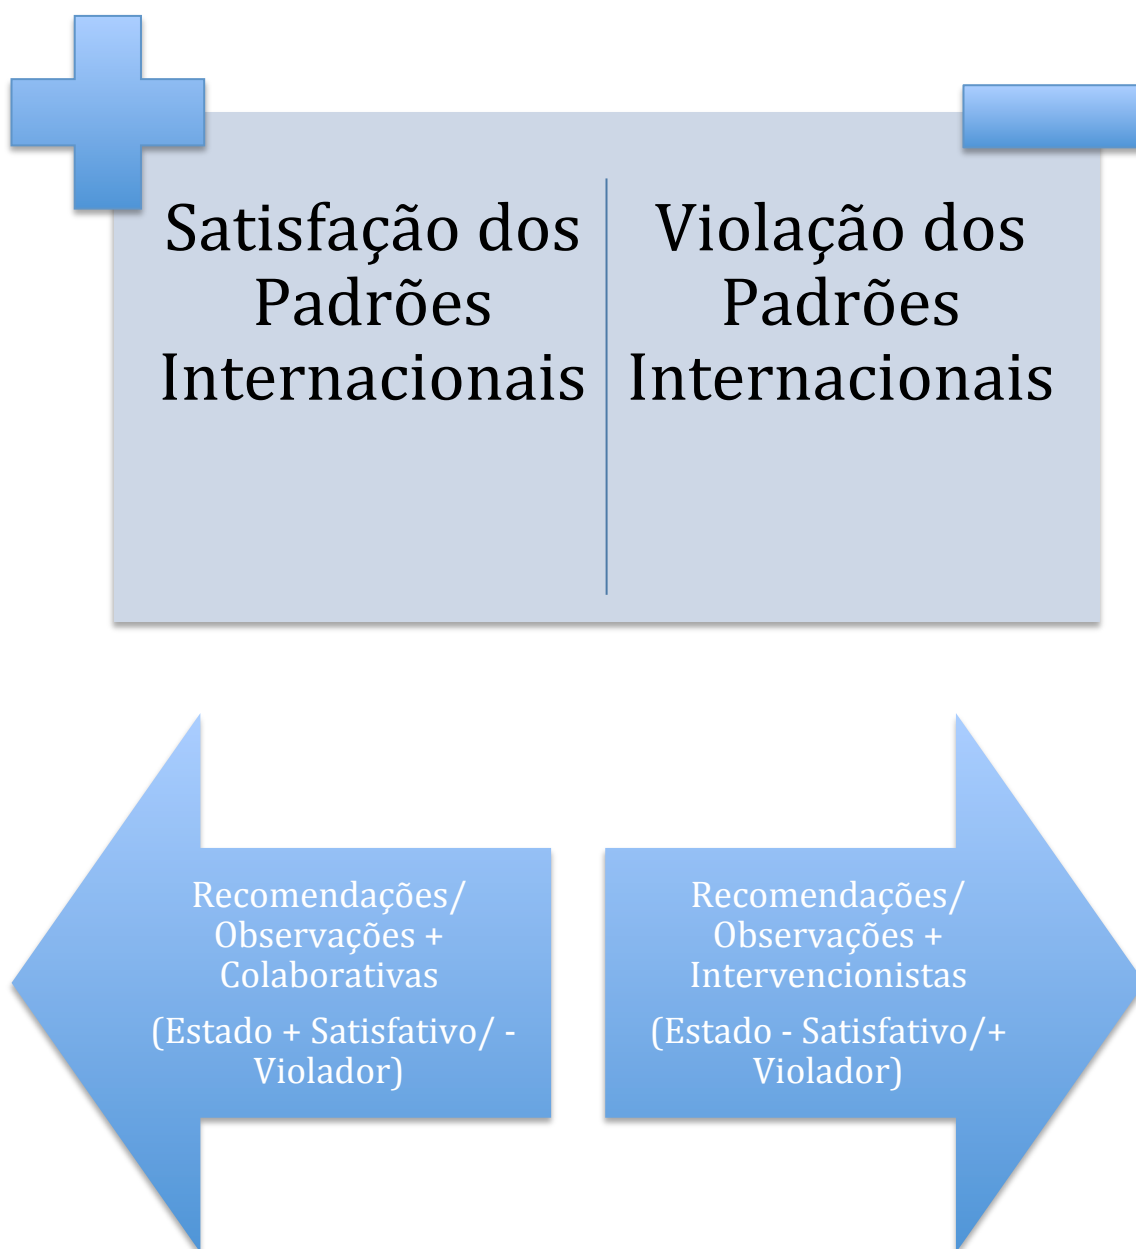 Satisfação dos
Padrões
Internacionais
Violação dos
Padrões
Internacionais
Recomendações/
Observações +
Colaborativas
(Estado + Satisfativo/ -
Violador)
Recomendações/
Observações +
Intervencionistas
(Estado - Satisfativo/+
Violador)